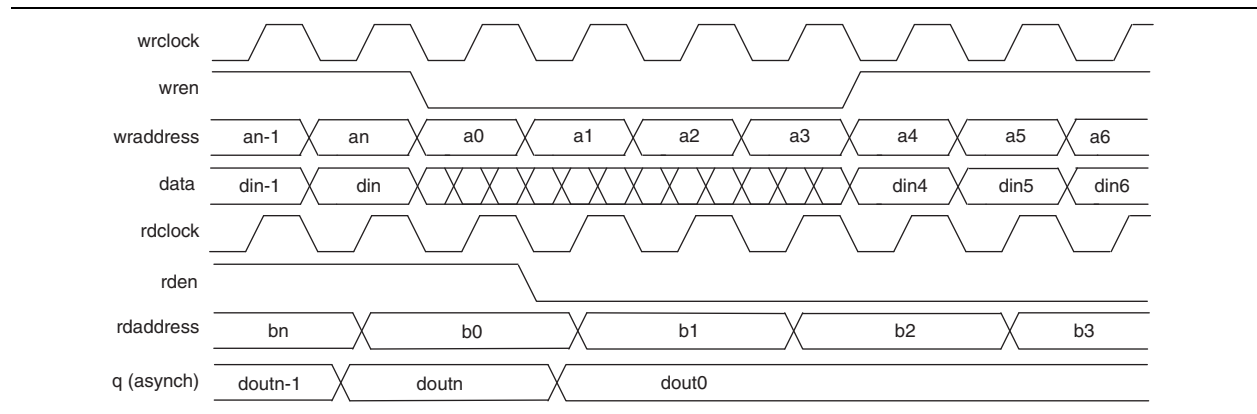 wrclock
wren
wraddress an-1 an a0 a1 a2 a3 a4 a5 a6
data din-1 din din4 din5 din6
rdclock
rden
rdaddress bn b0 b1 b2 b3
q (asynch) doutn-1 doutn dout0